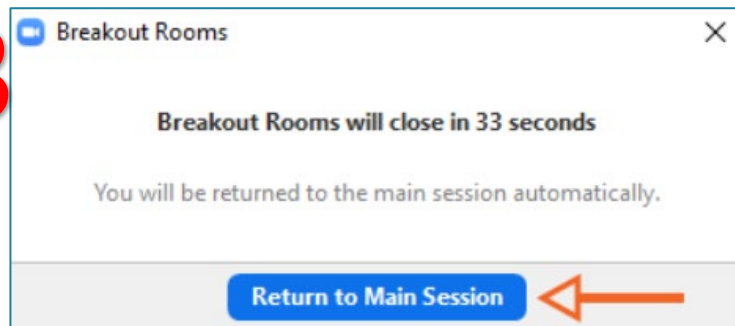 Breakout Rooms
Breakout Rooms will close in 33 seconds
You will be returned to the main session automatically.
Return to Main Session